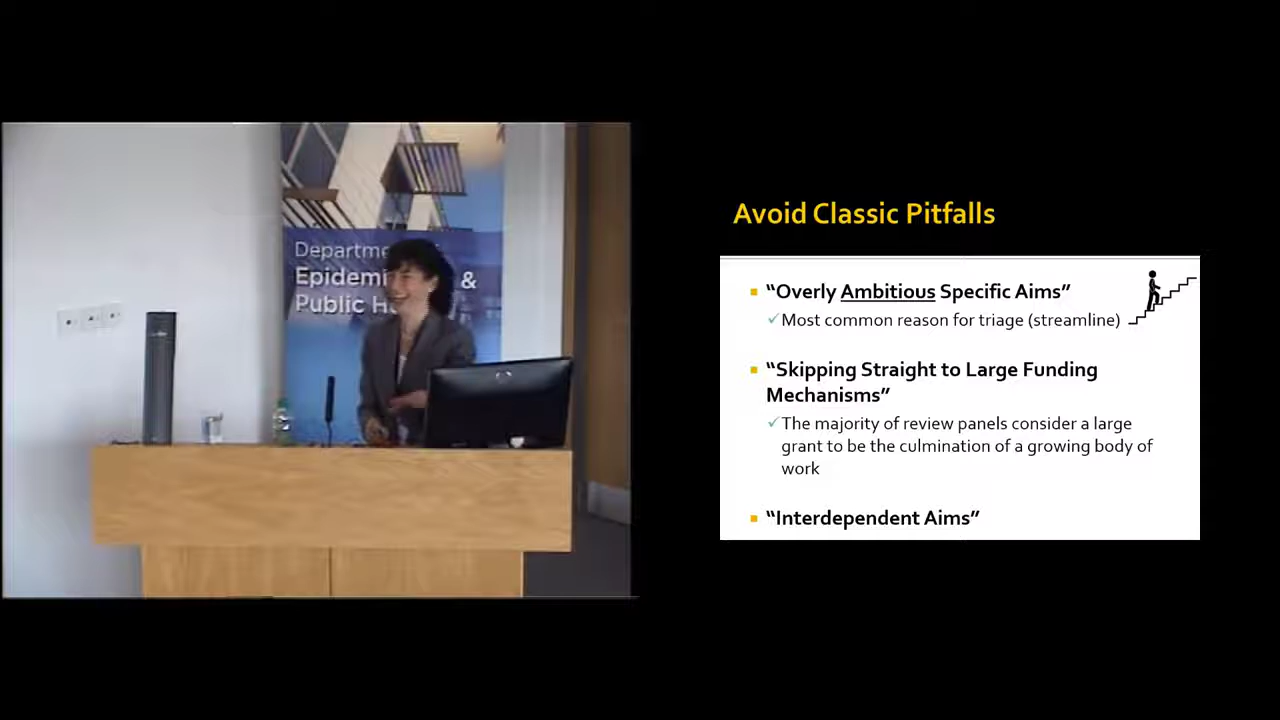 Departme
Epidemi &
Public H
Avoid Classic Pitfalls
“Overly Ambitious Specific Aims”
Most common reason for triage (streamline)
“Skipping Straight to Large Funding
Mechanisms”
The majority of review panels consider a large
grant to be the culmination of a growing body of
work
“Interdependent Aims”